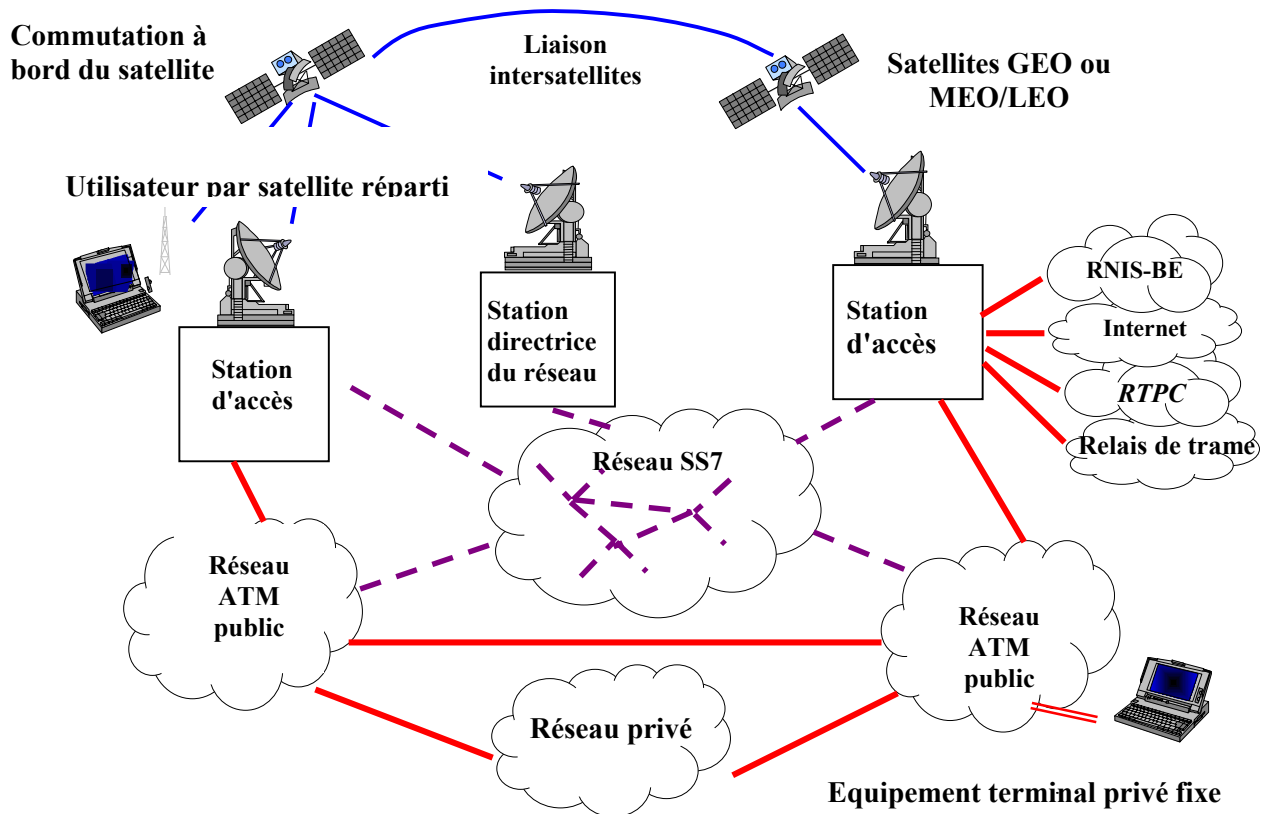 Commutation à
bord du satellite
Liaison
intersatellites
Satellites GEO ou
MEO/LEO
Utilisateur par satellite réparti
Station
d'accès
Station
directrice
du réseau
Station
d'accès
RNIS-BE
Internet
RTPC
Relais de trame
Réseau SS7
Réseau
ATM
public
Réseau
ATM
public
Réseau privé
Equipement terminal privé fixe